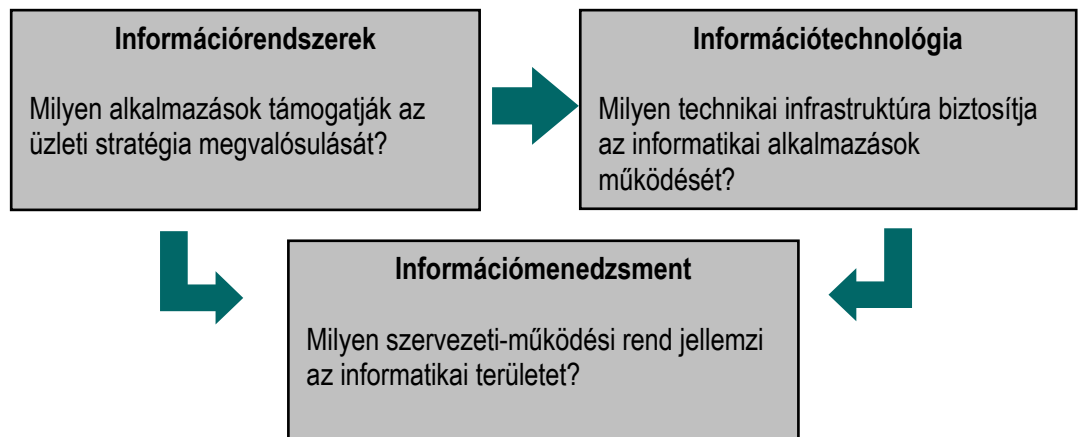 Információrendszerek
Milyen alkalmazások támogatják az
üzleti stratégia megvalósulását?
Információtechnológia
Milyen technikai infrastruktúra biztosítja
az informatikai alkalmazások
működését?
Információmenedzsment
Milyen szervezeti-működési rend jellemzi
az informatikai területet?